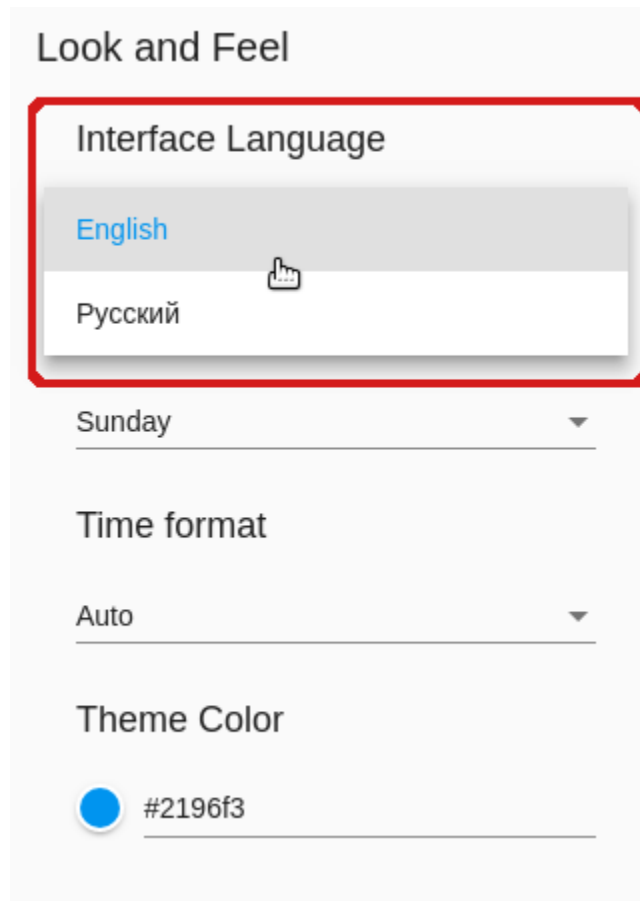 Look and Feel
Interface Language
English
Русский
Sunday
Time format
Auto
Theme Color
#2196f3